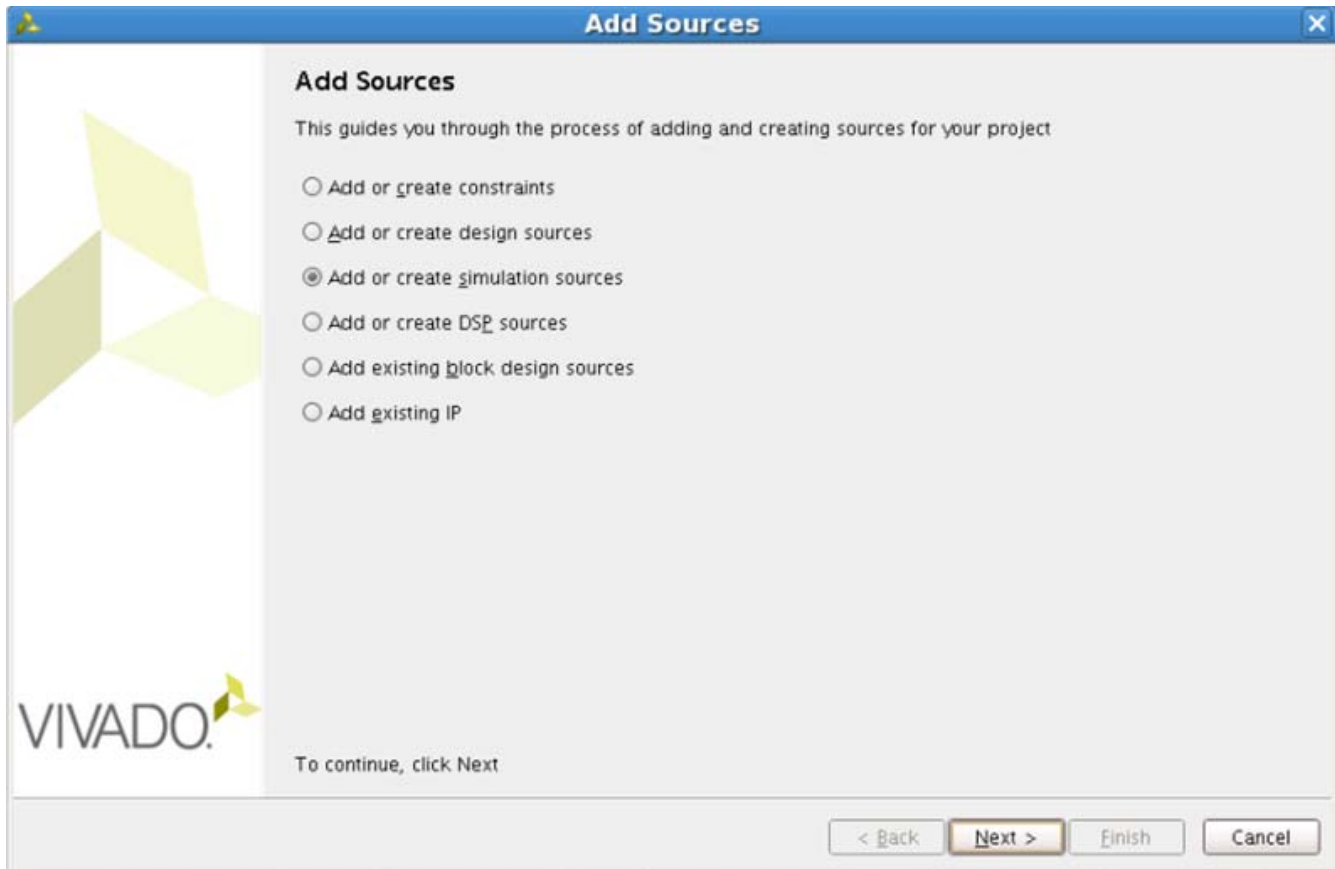 Add Sources
Add Sources
This guides you through the process of adding and creating sources for your project
Add or create constraints
Add or create design sources
Add or create simulation sources
Add or create DSP sources
Add existing block design sources
Add existing IP
VIVADO.
To continue, click Next
< Back Next > Finish Cancel